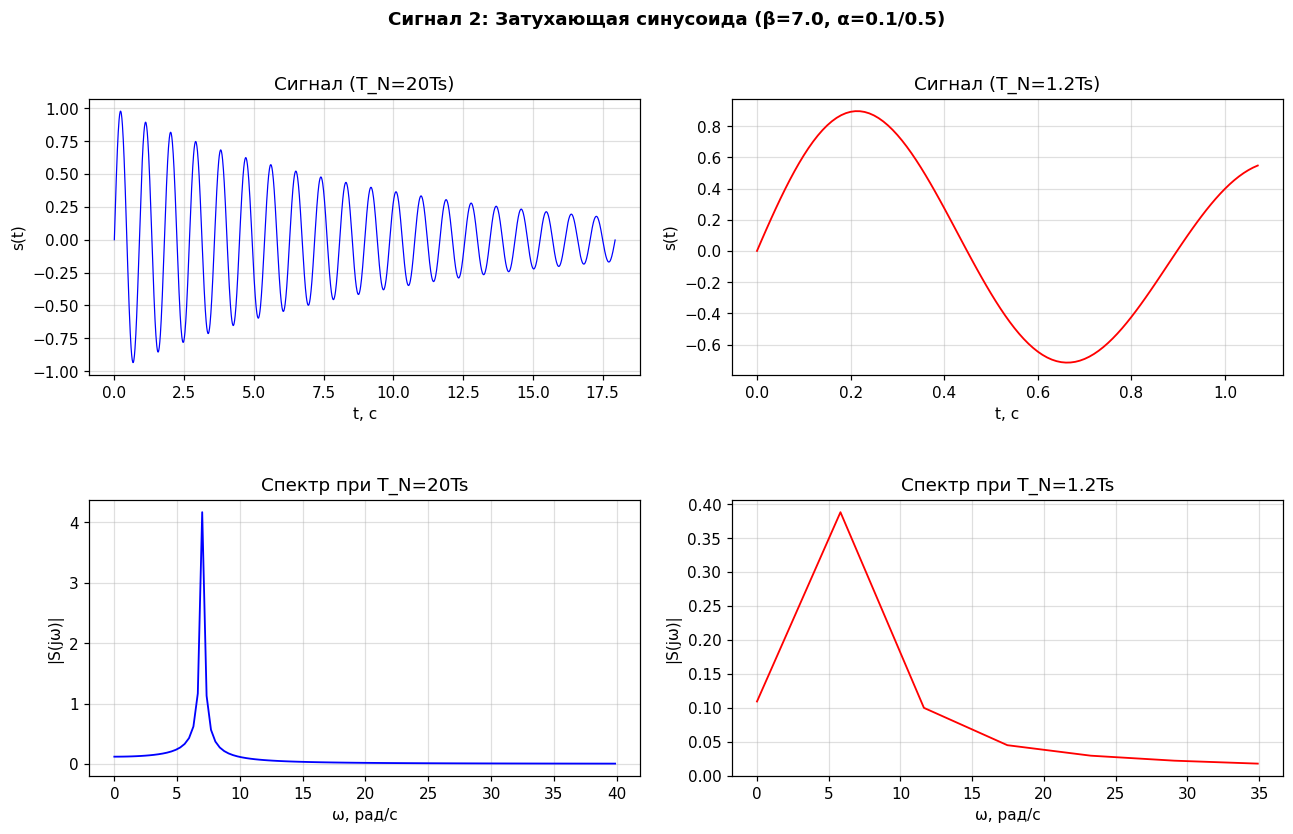 Сигнал 2: Затухающая синусоида (β=7.0, α=0.1/0.5)
Сигнал (T_N=20Ts)
1.00
0.75
0.50
0.25
0.00
−0.25
−0.50
−0.75
−1.00
s(t)
0.0 2.5 5.0 7.5 10.0 12.5 15.0 17.5
t, с
Сигнал (T_N=1.2Ts)
0.8
0.6
0.4
0.2
0.0
−0.2
−0.4
−0.6
s(t)
0.0 0.2 0.4 0.6 0.8 1.0
t, с
Спектр при T_N=20Ts
4
3
2
1
0
|S(jω)|
0 5 10 15 20 25 30 35 40
ω, рад/с
Спектр при T_N=1.2Ts
0.40
0.35
0.30
0.25
0.20
0.15
0.10
0.05
0.00
|S(jω)|
0 5 10 15 20 25 30 35
ω, рад/с